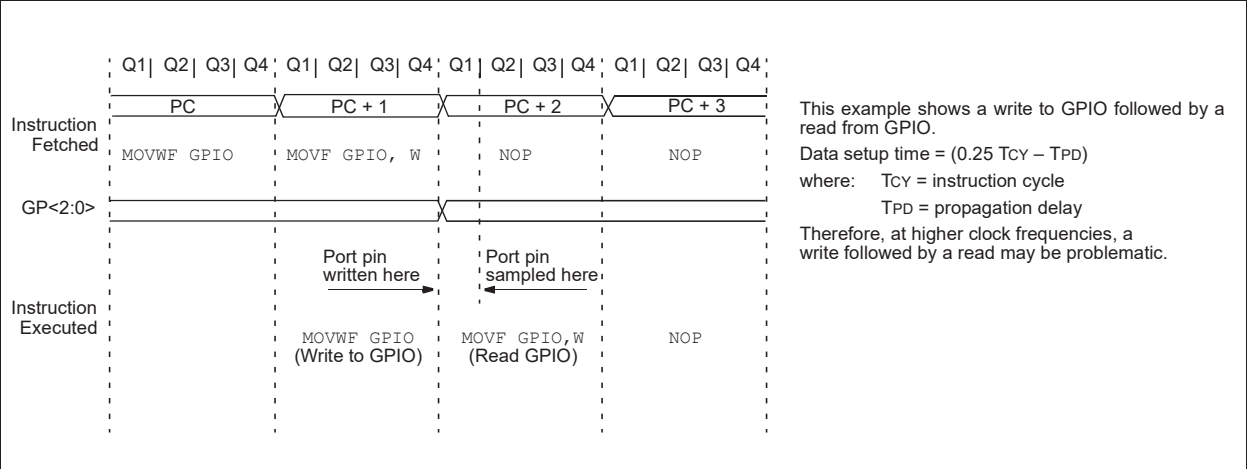 Q1| Q2| Q3| Q4 Q1| Q2| Q3| Q4 Q1| Q2| Q3| Q4 Q1| Q2| Q3| Q4
PC PC + 1 PC + 2 PC + 3
Instruction
Fetched
MOVWF GPIO MOVF GPIO, W NOP NOP
GP<2:0>
Port pin
written here
Port pin
sampled here
Instruction
Executed
MOVWF GPIO
(Write to GPIO)
MOVF GPIO,W
(Read GPIO)
NOP
This example shows a write to GPIO followed by a
read from GPIO.
Data setup time = (0.25 TCY – TPD)
where: TCY = instruction cycle
TPD = propagation delay
Therefore, at higher clock frequencies, a
write followed by a read may be problematic.